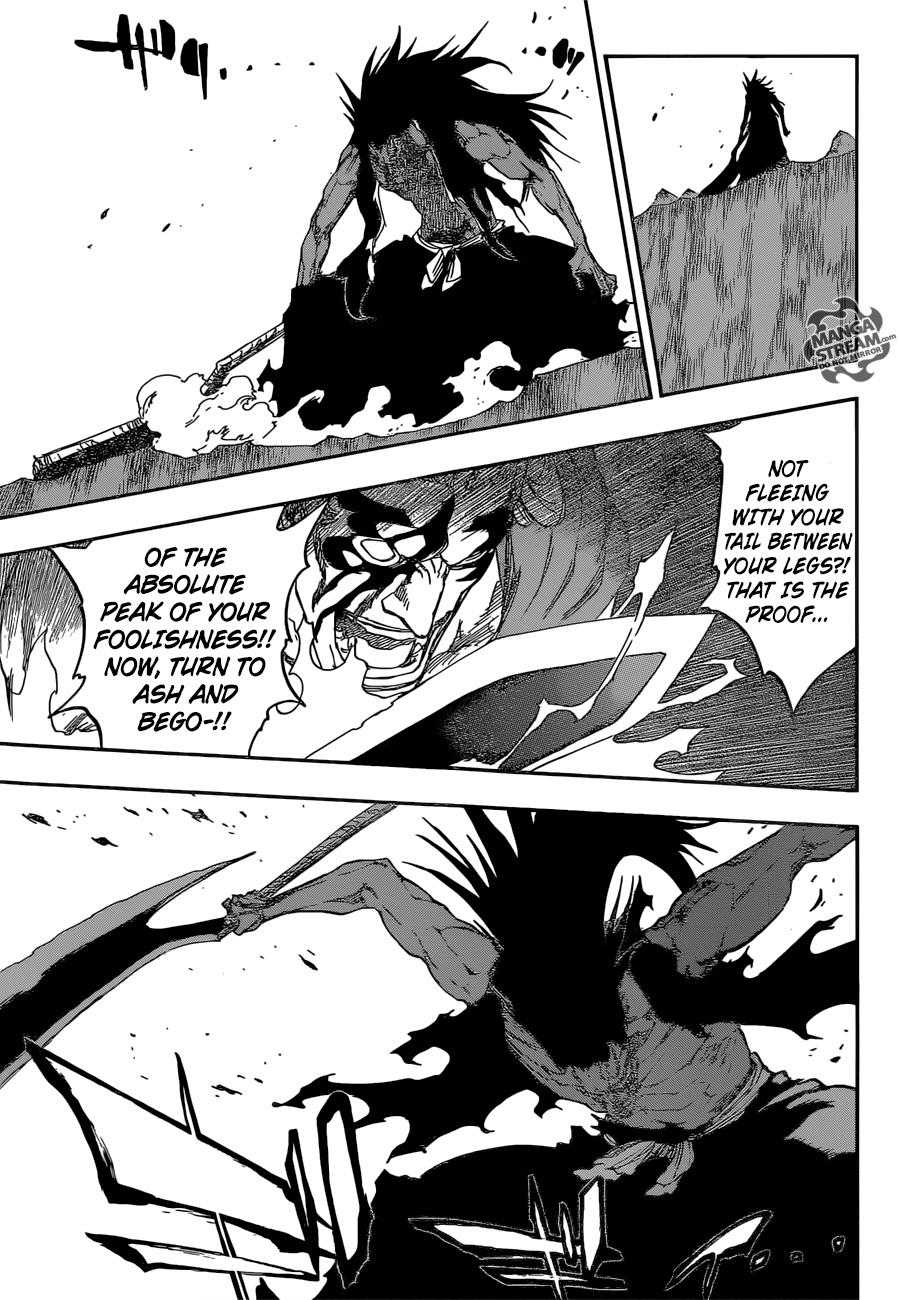 MANGA
STREAM.com
DO NOT MIRROR
NOT
FLEEING
WITH YOUR
TAIL BETWEEN
YOUR LEGS?!
THAT IS THE
PROOF...
OF THE
ABSOLUTE
PEAK OF YOUR
FOOLISHNESS!!
NOW, TURN TO
ASH AND
BEGO-!!